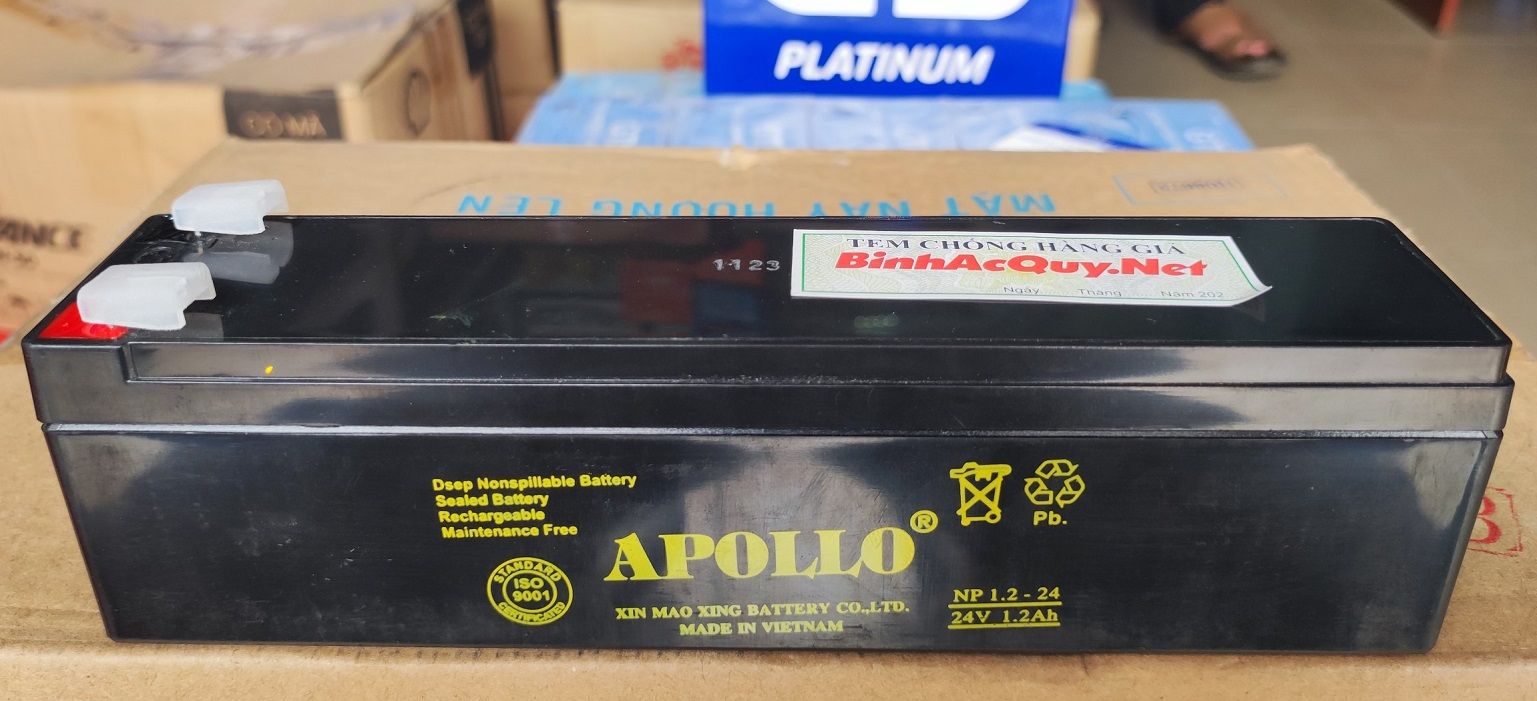 PLATINUM
CÔ MÁ
MẶT NÀY HƯỚNG LÊN
1123
TEM CHỐNG HÀNG GIẢ
BinhAcQuy.Net
Ngày........Tháng........Năm 202
Dsep Nonspillable Battery
Sealed Battery
Rechargeable
Maintenance Free
STANDARD
ISO
9001
CERTIFICATED
APOLLO®
XIN MAO XING BATTERY CO.,LTD.
MADE IN VIETNAM
Pb.
NP 1.2 - 24
24V 1.2Ah